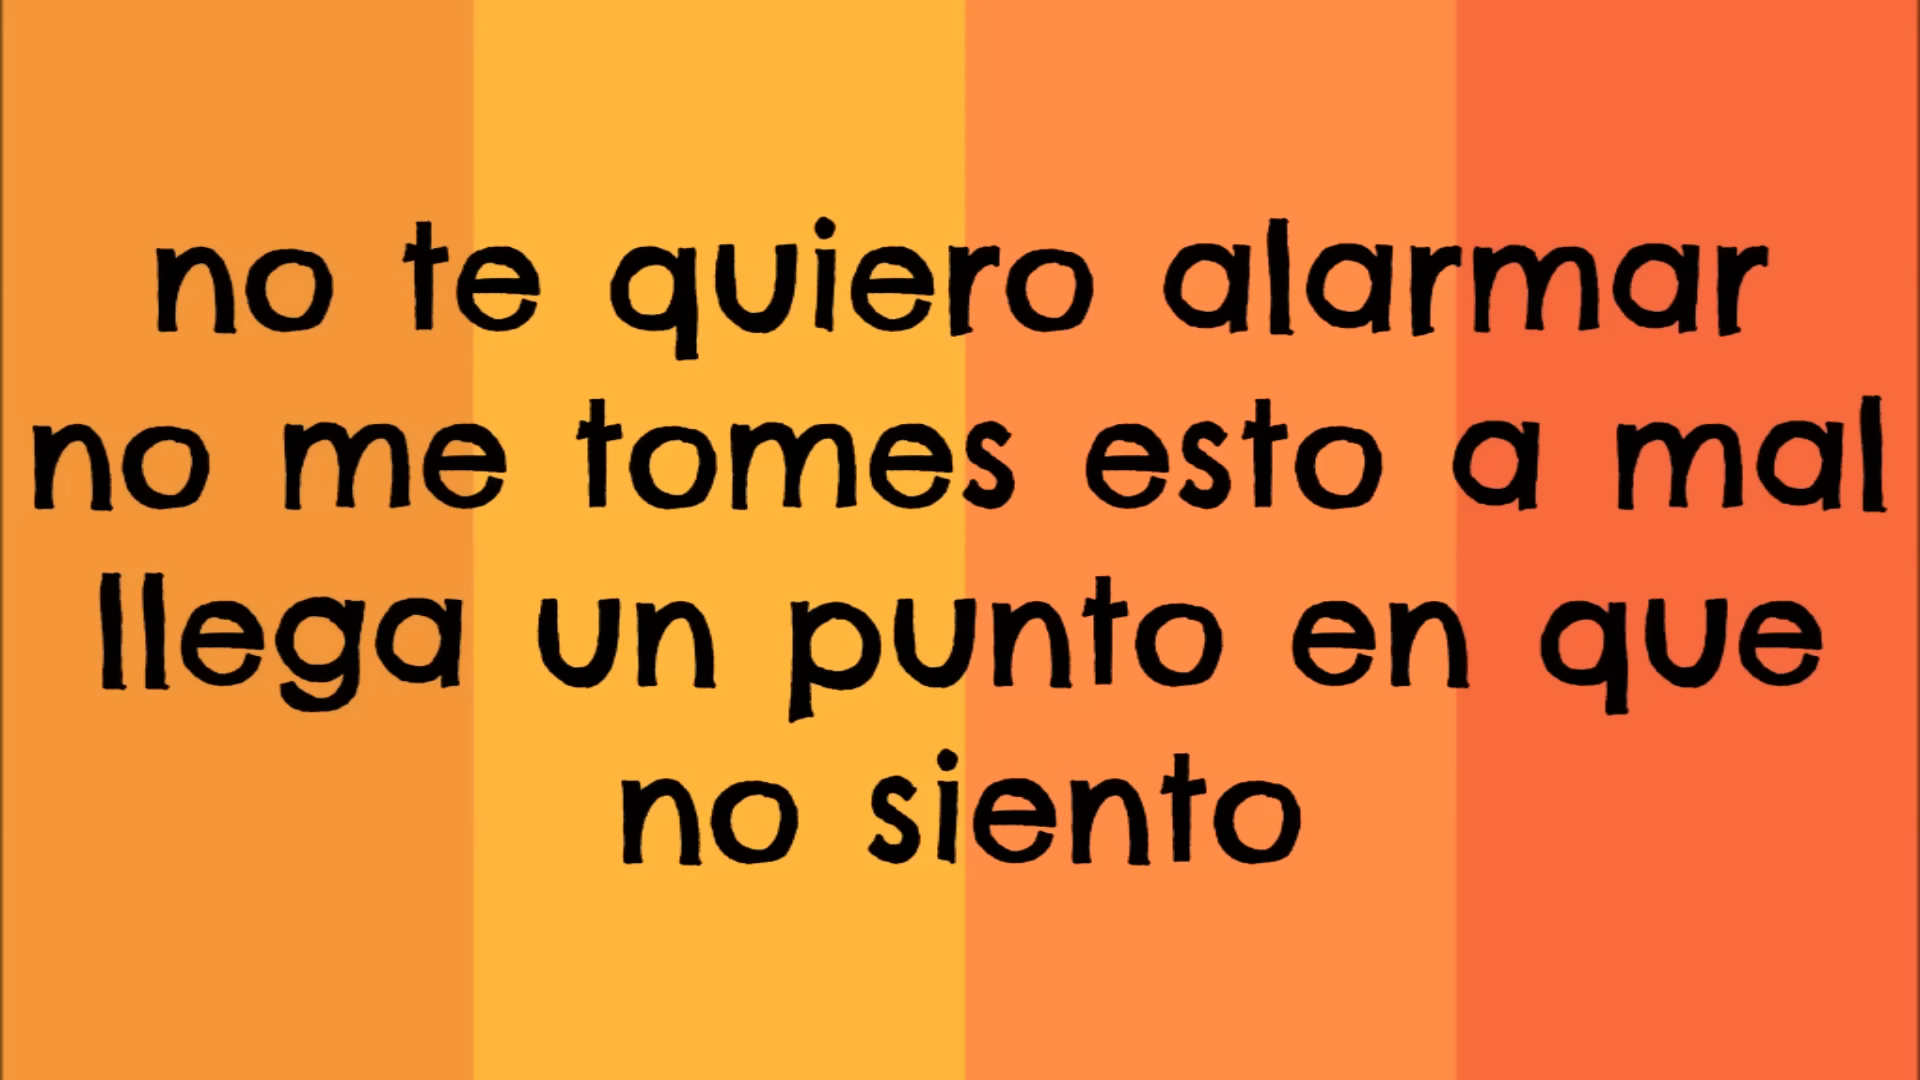 no te quiero alarmar
no me tomes esto a mal
llega un punto en que
no siento